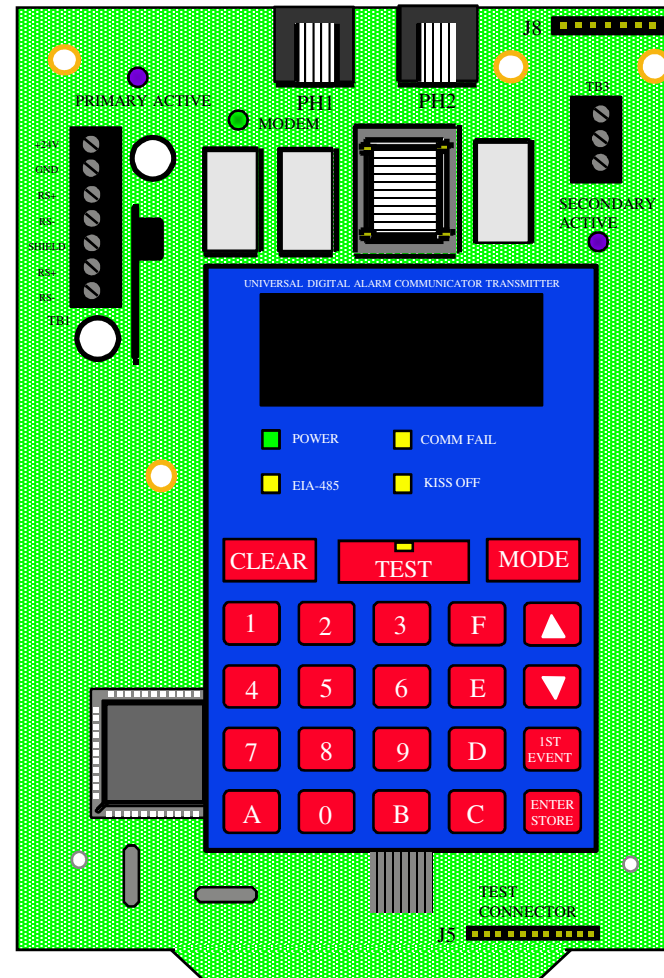 J8
PH1
PH2
PRIMARY ACTIVE
MODEM
TB3
+24V
GND
RS+
RS-
SHIELD
RS+
RS-
TB1
SECONDARY
ACTIVE
UNIVERSAL DIGITAL ALARM COMMUNICATOR TRANSMITTER
POWER
COMM FAIL
EIA-485
KISS OFF
CLEAR
TEST
MODE
1 2 3 F
4 5 6 E
7 8 9 D
1ST
EVENT
A 0 B C
ENTER
STORE
TEST
CONNECTOR
J5